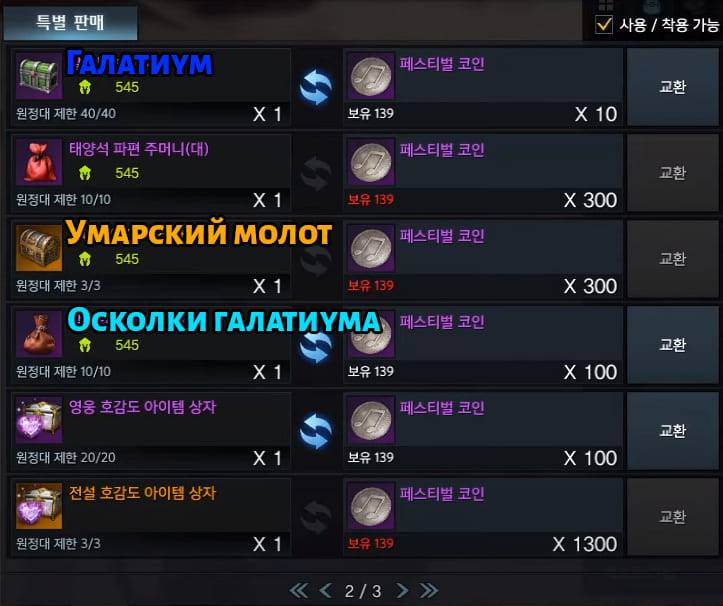 특별 판매
사용 / 착용 가능
Галатиум
545
원정대 제한 40/40
X 1
페스티벌 코인
보유 139
X 10
교환
태양석 파편 주머니(대)
545
원정대 제한 10/10
X 1
페스티벌 코인
보유 139
X 300
교환
Умарский молот
545
원정대 제한 3/3
X 1
페스티벌 코인
보유 139
X 300
교환
Осколки галатиума
545
원정대 제한 10/10
X 1
페스티벌 코인
보유 139
X 100
교환
영웅 호감도 아이템 상자
원정대 제한 20/20
X 1
페스티벌 코인
보유 139
X 100
교환
전설 호감도 아이템 상자
원정대 제한 3/3
X 1
페스티벌 코인
보유 139
X 1300
교환
2 / 3